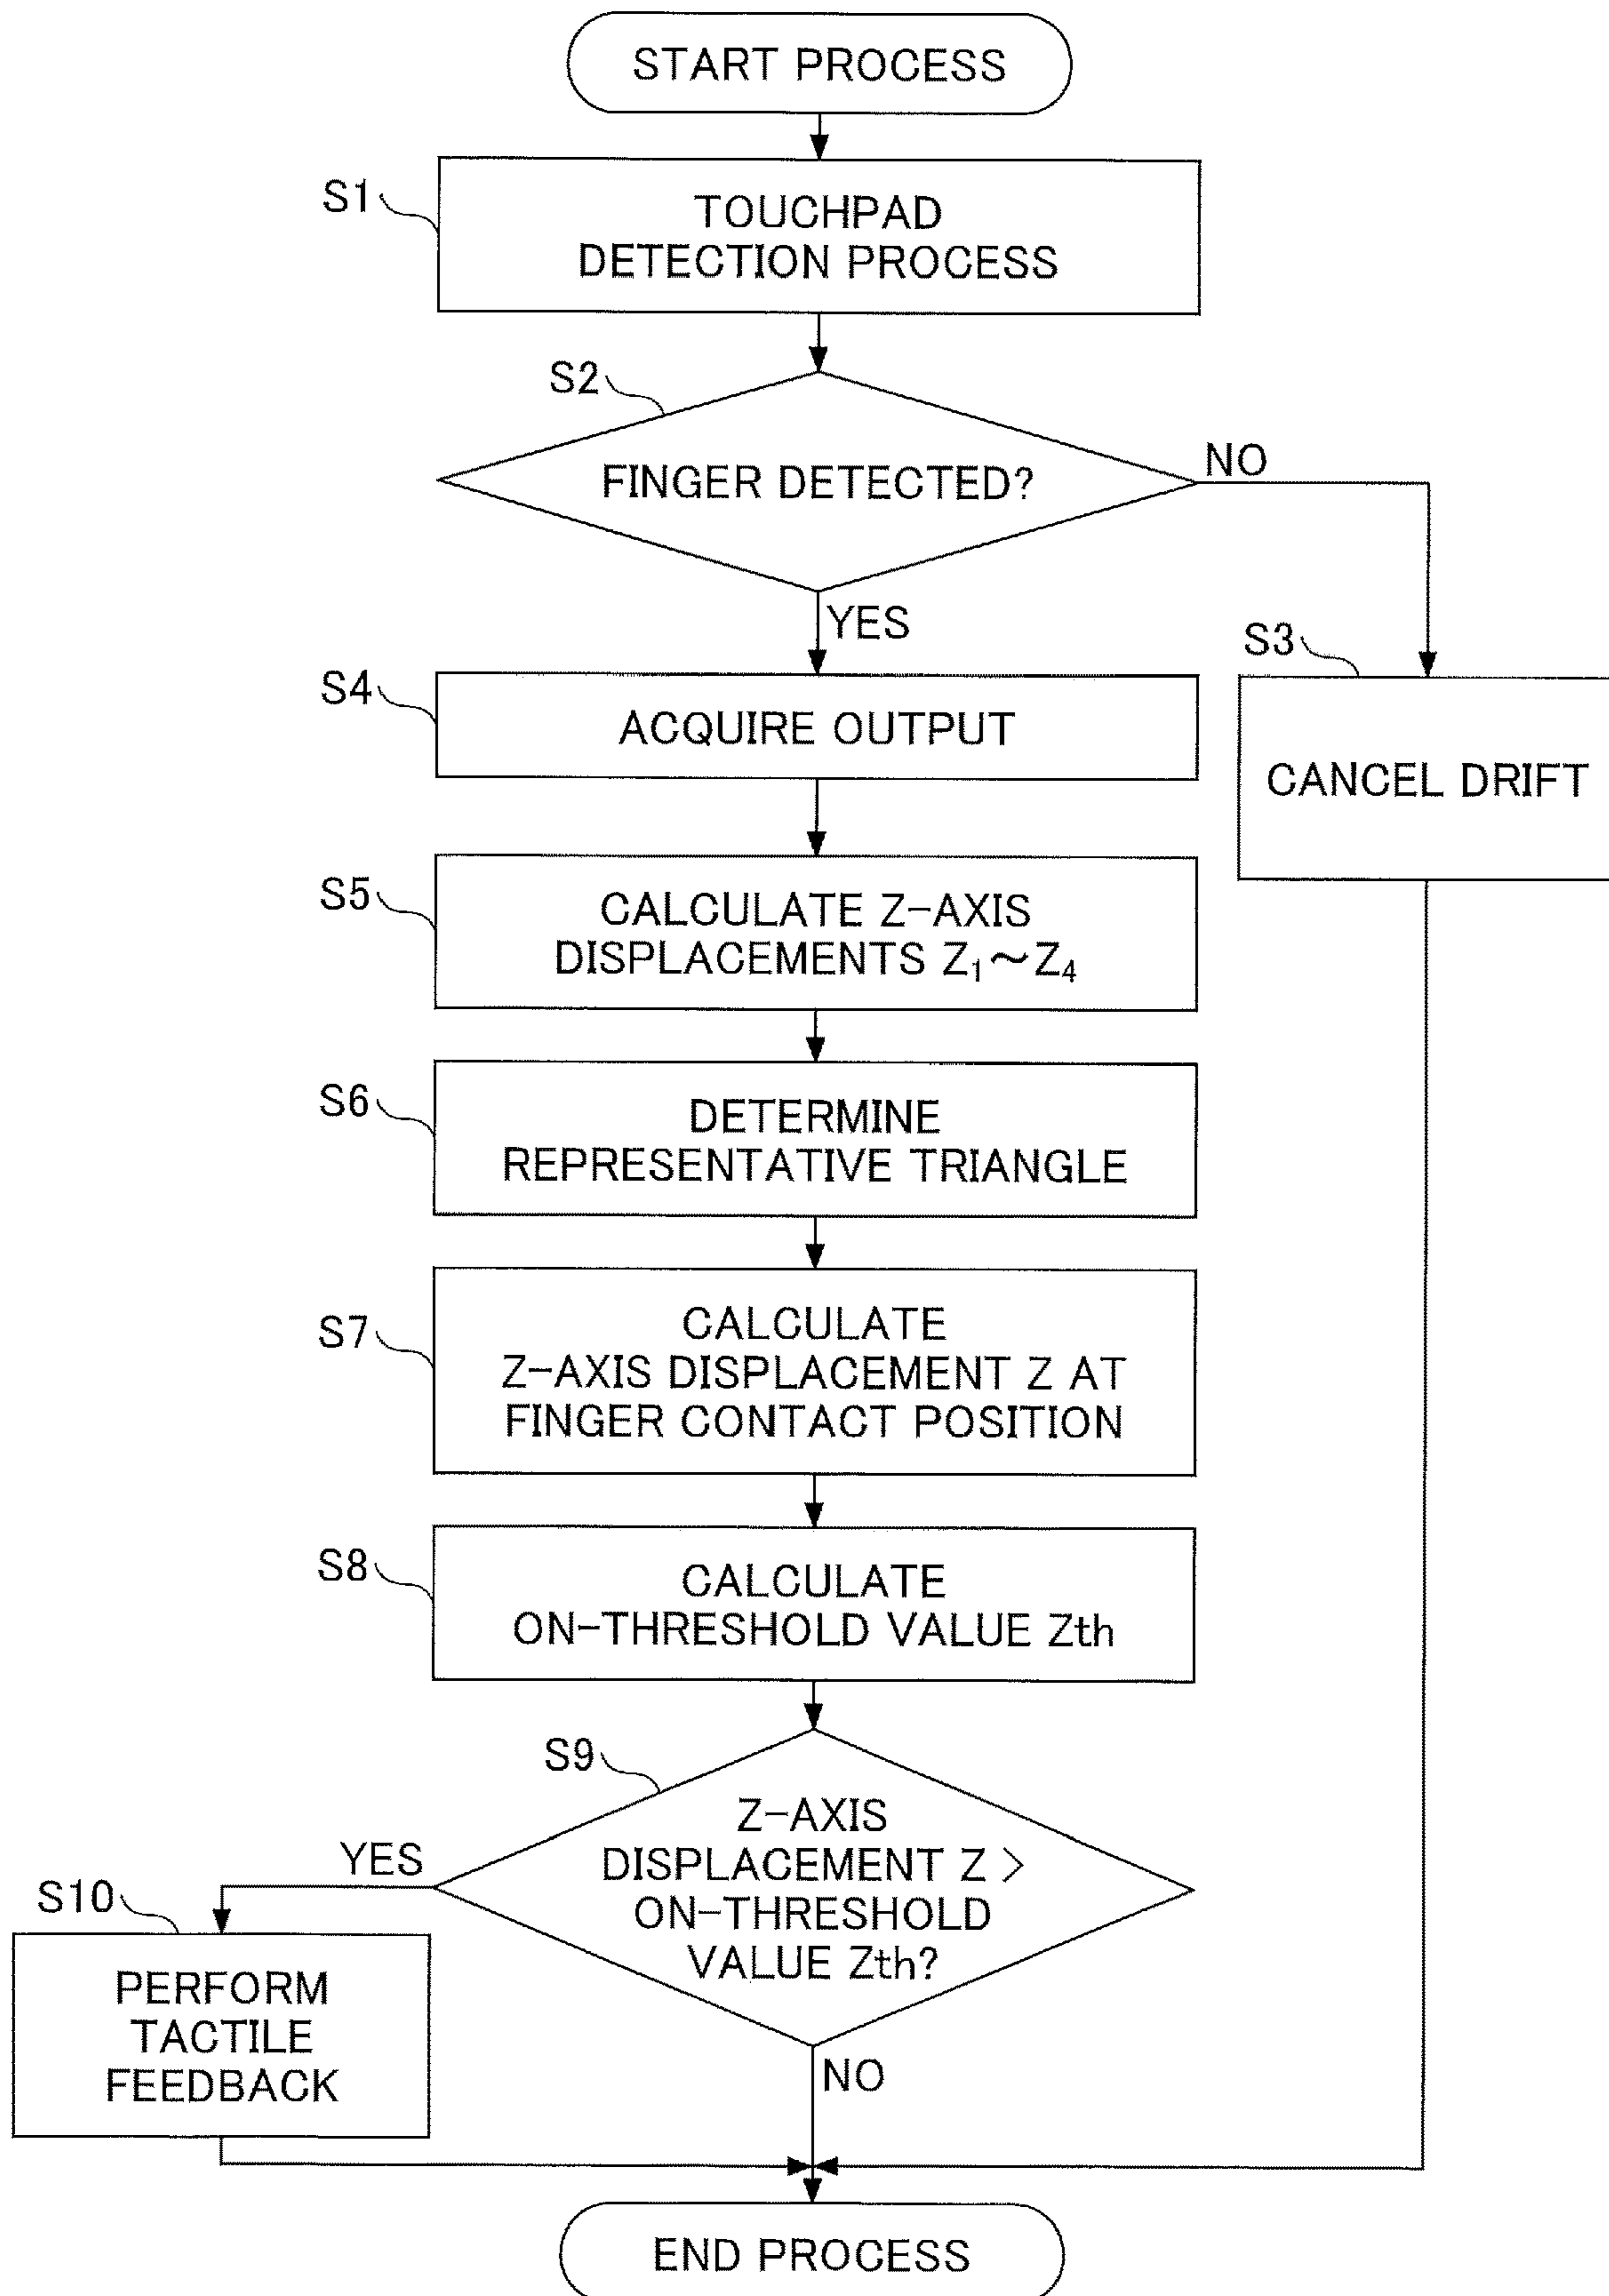 START PROCESS
S1
TOUCHPAD
DETECTION PROCESS
S2
FINGER DETECTED?
NO
YES
S3
CANCEL DRIFT
S4
ACQUIRE OUTPUT
S5
CALCULATE Z-AXIS
DISPLACEMENTS Z₁~Z₄
S6
DETERMINE
REPRESENTATIVE TRIANGLE
S7
CALCULATE
Z-AXIS DISPLACEMENT Z AT
FINGER CONTACT POSITION
S8
CALCULATE
ON-THRESHOLD VALUE Zth
S9
Z-AXIS
DISPLACEMENT Z >
ON-THRESHOLD
VALUE Zth?
YES
S10
PERFORM
TACTILE
FEEDBACK
NO
END PROCESS